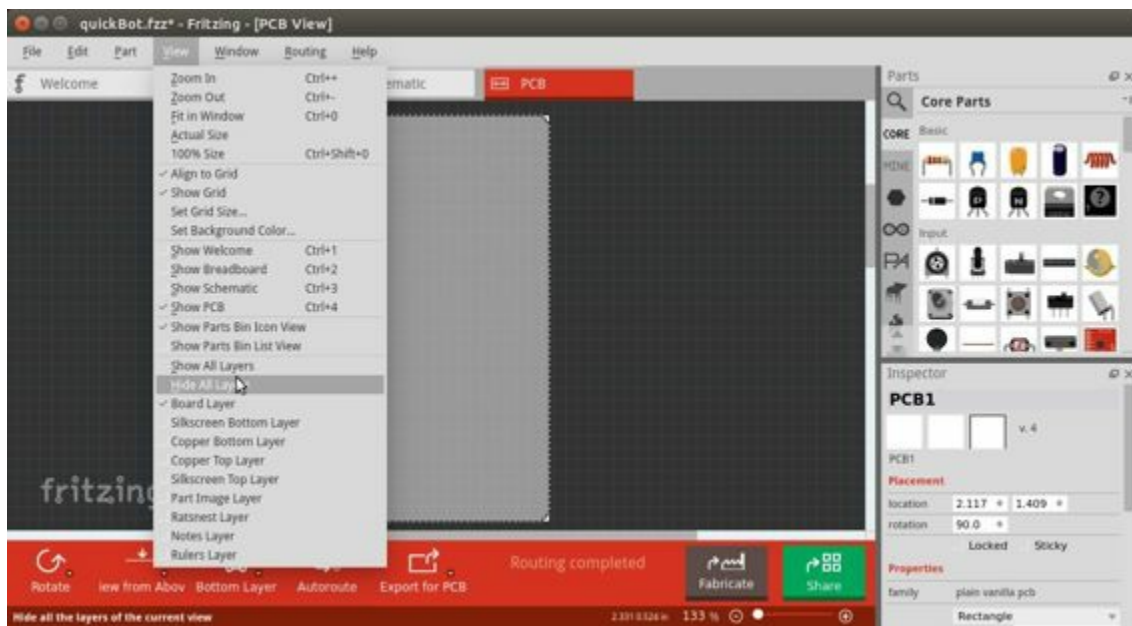 quickBot.fzz* - Fritzing - [PCB View]
File Edit Part View Window Routing Help
Welcome
ematic
PCB
Zoom In Ctrl++
Zoom Out Ctrl+-
Fit in Window Ctrl+0
Actual Size
100% Size Ctrl+Shift+0
Align to Grid
Show Grid
Set Grid Size...
Set Background Color...
Show Welcome Ctrl+1
Show Breadboard Ctrl+2
Show Schematic Ctrl+3
Show PCB Ctrl+4
Show Parts Bin Icon View
Show Parts Bin List View
Show All Layers
Hide All Lay
Board Layer
Silkscreen Bottom Layer
Copper Bottom Layer
Copper Top Layer
Silkscreen Top Layer
Part Image Layer
Ratsnest Layer
Notes Layer
Rulers Layer
fritzing
Parts
Core Parts
CORE
MINE
Basic
Input
Inspector
PCB1
v. 4
PCB1
Placement
location 2.117 1.409
rotation 90.0
Locked Sticky
Properties
family plain vanilla pcb
Rectangle
Rotate
iew from Abov
Bottom Layer
Autoroute
Export for PCB
Routing completed
Fabricate
Share
Hide all the layers of the current view
133 %